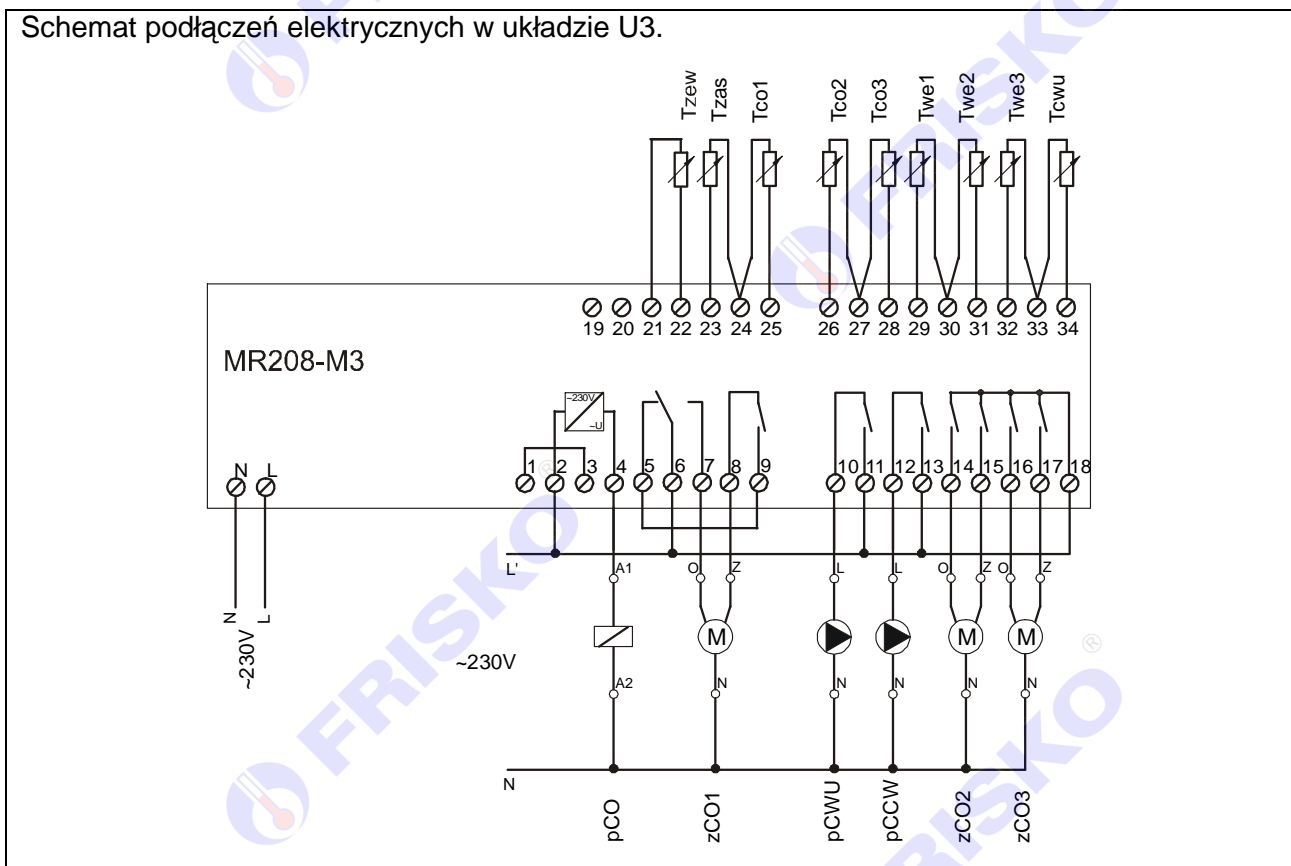 Schemat podłączeń elektrycznych w układzie U3.
Tzew Tzas Tco1 Tco2 Tco3 Twe1 Twe2 Twe3 Tcwu
19 20 21 22 23 24 25 26 27 28 29 30 31 32 33 34
MR208-M3
~230V
~U
N L
1 2 3 4 5 6 7 8 9 10 11 12 13 14 15 16 17 18
L'
A1 O Z L L O Z O Z
N L
~230V
M M M
~230V
A2 N N N N N
N
pCO zCO1 pCWU pCCW zCO2 zCO3
FRISKO
FRISKO
FRISKO ®
FRISKO ®